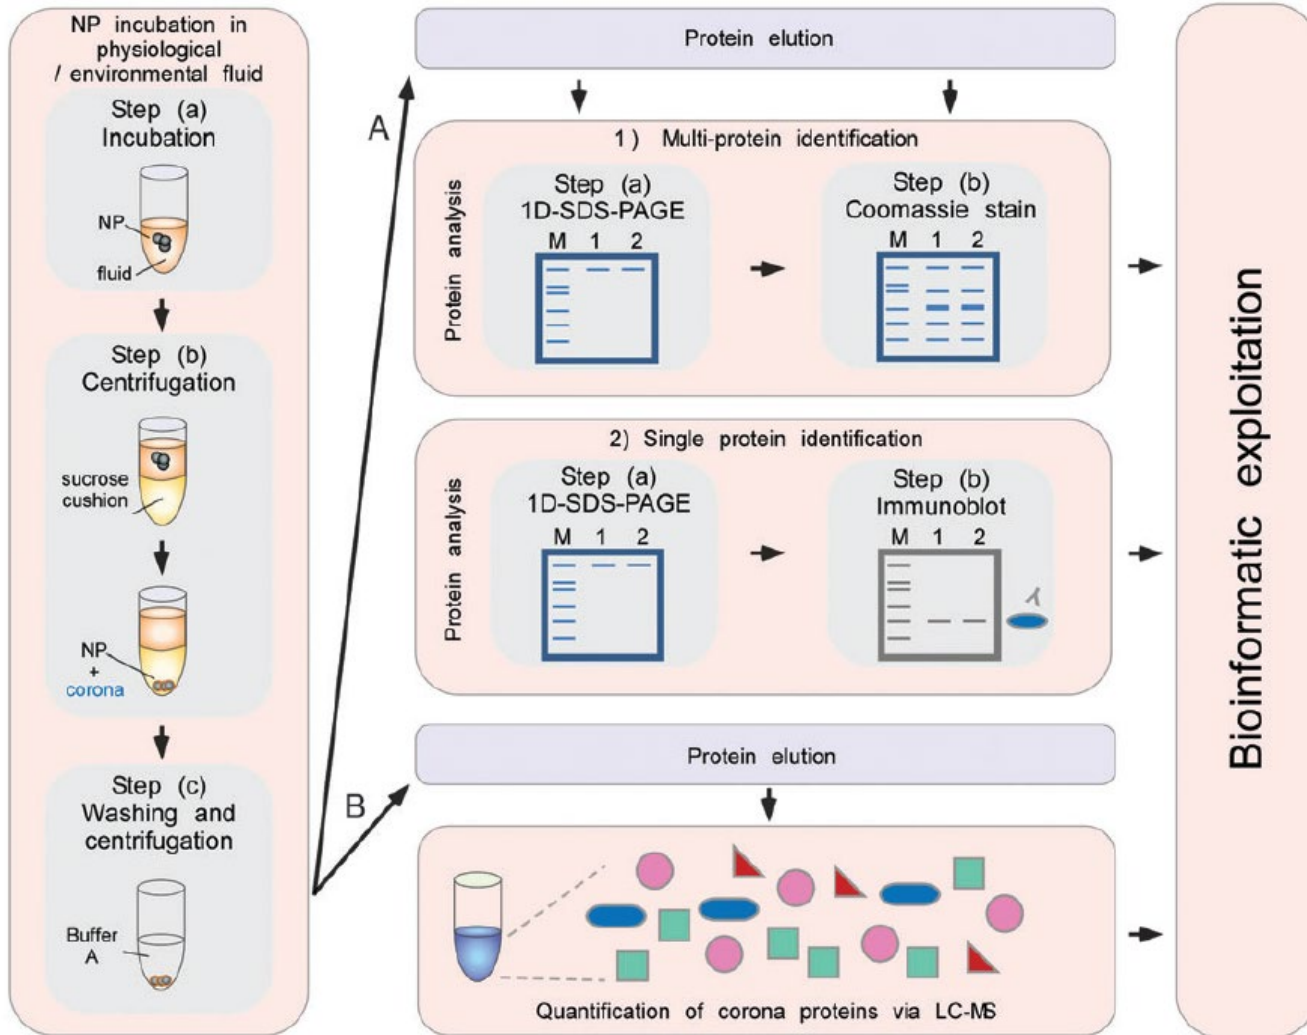 NP incubation in
physiological
/ environmental fluid
Step (a)
Incubation
NP
fluid
Step (b)
Centrifugation
sucrose
cushion
NP
+
corona
Step (c)
Washing and
centrifugation
Buffer
A
A
B
Protein elution
1) Multi-protein identification
Protein analysis
Step (a)
1D-SDS-PAGE
M 1 2
Step (b)
Coomassie stain
M 1 2
2) Single protein identification
Protein analysis
Step (a)
1D-SDS-PAGE
M 1 2
Step (b)
Immunoblot
M 1 2
Protein elution
Quantification of corona proteins via LC-MS
Bioinformatic exploitation